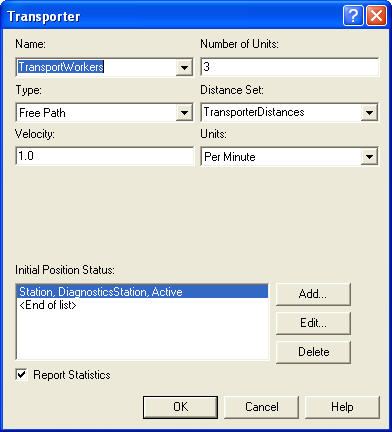 Transporter
Name: Number of Units:
TransportWorkers 3
Type: Distance Set:
Free Path TransporterDistances
Velocity: Units:
1.0 Per Minute
Initial Position Status:
Station, DiagnosticsStation, Active
<End of list>
Add...
Edit...
Delete
Report Statistics
OK Cancel Help